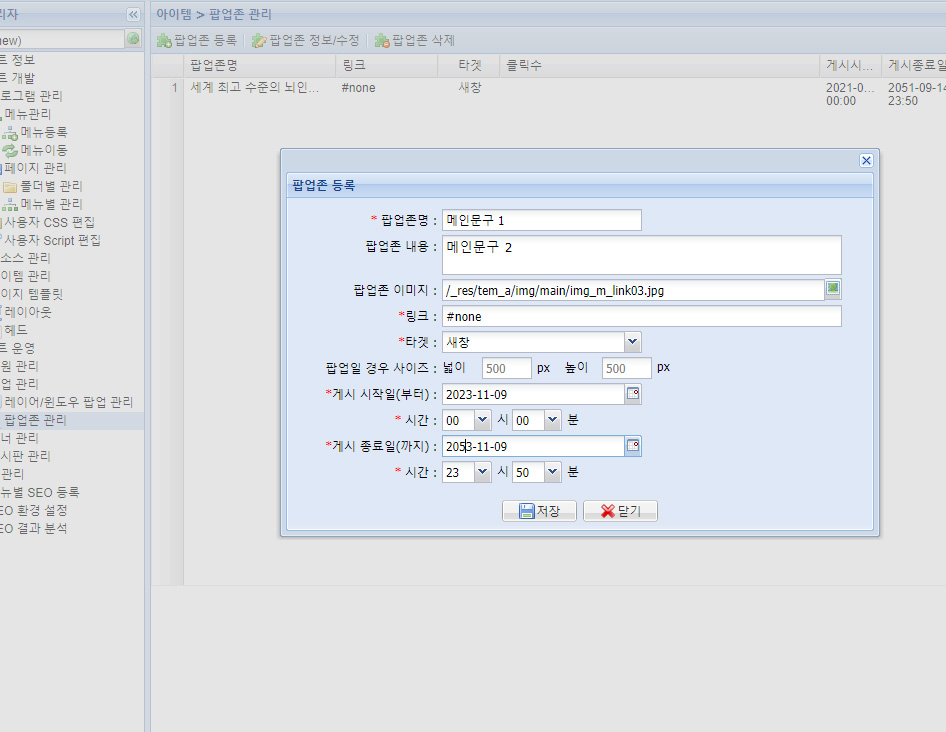 리자
new)
트 정보
트 개발
로그램 관리
메뉴관리
메뉴등록
메뉴이동
페이지 관리
폴더별 관리
메뉴별 관리
사용자 CSS 편집
사용자 Script 편집
소스 관리
이템 관리
이지 템플릿
레이아웃
헤드
트 운영
원 관리
업 관리
레이어/윈도우 팝업 관리
팝업존 관리
너 관리
시판 관리
관리
뉴별 SEO 등록
EO 환경 설정
EO 결과 분석
아이템 > 팝업존 관리
팝업존 등록 팝업존 정보/수정 팝업존 삭제
팝업존명 링크 타겟 클릭수 게시시... 게시종료일
1 세계 최고 수준의 뇌인... #none 새창 2021-0... 2051-09-14
00:00 23:50
팝업존 등록
* 팝업존명 : 메인문구 1
팝업존 내용 : 메인문구 2
팝업존 이미지 : /_res/tem_a/img/main/img_m_link03.jpg
*링크 : #none
*타겟 : 새창
팝업일 경우 사이즈 : 넓이 500 px 높이 500 px
*게시 시작일(부터) : 2023-11-09
* 시간 : 00 시 00 분
*게시 종료일(까지) : 2053-11-09
* 시간 : 23 시 50 분
저장 닫기